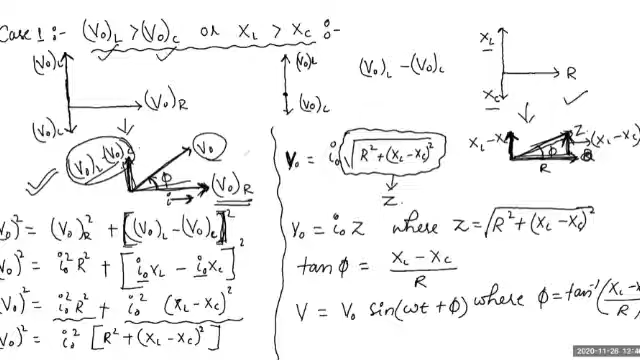 Case 1 :- (V₀)L > (V₀)C or XL > XC :-
(V₀)L
(V₀)R
(V₀)C
(V₀)L
(V₀)C
(V₀)L - (V₀)C
XL
R
XC
(V₀)L - (V₀)C
V₀
φ
i
(V₀)R
V₀ = i₀ √(R² + (XL - XC)²)
Z
XL - X
Z
(XL - XC)
φ
R
V₀)² = (V₀)R² + [(V₀)L - (V₀)C]²
V₀)² = i₀² R² + [i₀XL - i₀XC]²
V₀)² = i₀² R² + i₀² (XL - XC)²
V₀)² = i₀² [R² + (XL - XC)²]
V₀ = i₀ Z where Z = √(R² + (XL - XC)²)
tan φ = (XL - XC)/R
V = V₀ sin(ωt + φ) where φ = tan⁻¹(XL - X/R)